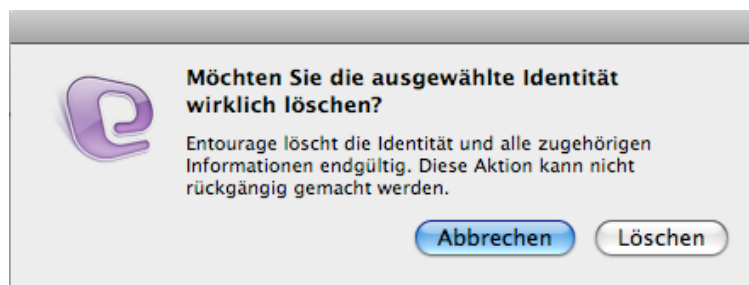 Möchten Sie die ausgewählte Identität
wirklich löschen?
Entourage löscht die Identität und alle zugehörigen
Informationen endgültig. Diese Aktion kann nicht
rückgängig gemacht werden.
Abbrechen Löschen